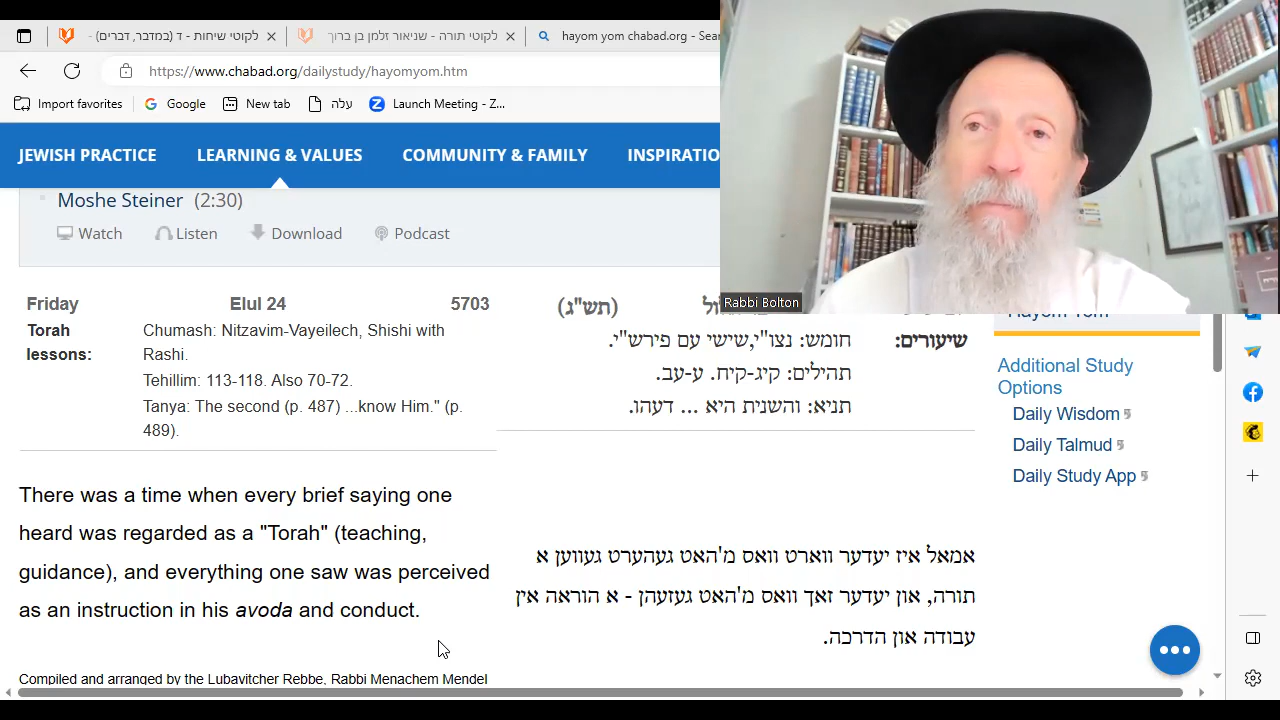 לקוטי שיחות - ד (במדבר, דברים) -
לקוטי תורה - שניאור זלמן בן ברוך
hayom yom chabad.org - Sear
https://www.chabad.org/dailystudy/hayomyom.htm
Import favorites
Google
New tab
עלה
Launch Meeting - Z...
JEWISH PRACTICE
LEARNING & VALUES
COMMUNITY & FAMILY
Moshe Steiner (2:30)
Watch
Listen
Download
Podcast
Friday Elul 24 5703
Torah lessons:
Chumash: Nitzavim-Vayeilech, Shishi with
Rashi.
Tehillim: 113-118. Also 70-72.
Tanya: The second (p. 487) ...know Him." (p.
489).
There was a time when every brief saying one
heard was regarded as a "Torah" (teaching,
guidance), and everything one saw was perceived
as an instruction in his avoda and conduct.
Compiled and arranged by the Lubavitcher Rebbe, Rabbi Menachem Mendel
(תש"ג)
שיעורים:
חומש: נצו"י,שישי עם פירש"י.
תהילים: קיג-קיח. ע-עב.
תניא: והשנית היא ... דעהו.
אמאל איז יעדער ווארט וואס מ'האט געהערט געווען א
תורה, און יעדער זאך וואס מ'האט געזעהן - א הוראה אין
עבודה און הדרכה.
Rabbi Bolton
Hayom Yom
Additional Study
Options
Daily Wisdom
Daily Talmud
Daily Study App